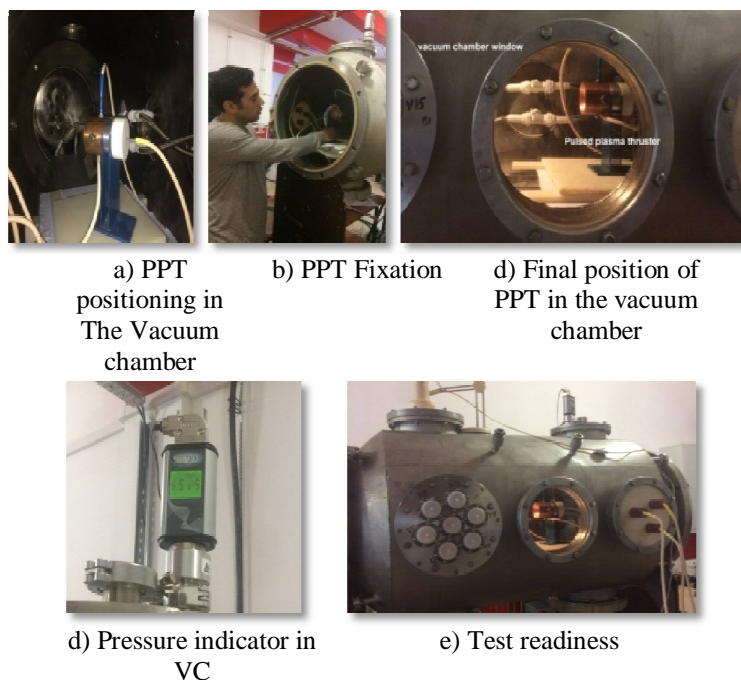 vacuum chamber window
Pulsed plasma thruster
a) PPT
positioning in
The Vacuum
chamber
b) PPT Fixation
d) Final position of
PPT in the vacuum
chamber
d) Pressure indicator in
VC
e) Test readiness